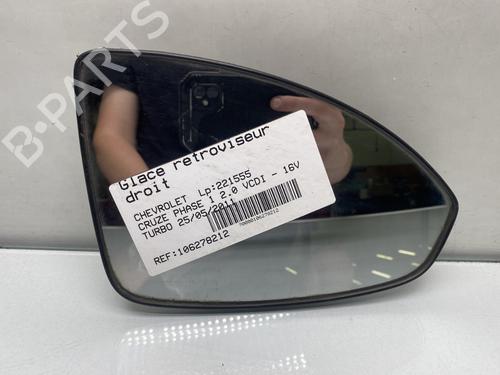 B-PARTS
Glace retroviseur
droit
CHEVROLET Lp:221555
CRUZE PHASE 1 2.0 VCDI - 16V
TURBO 25/05/2011
REF:106278212